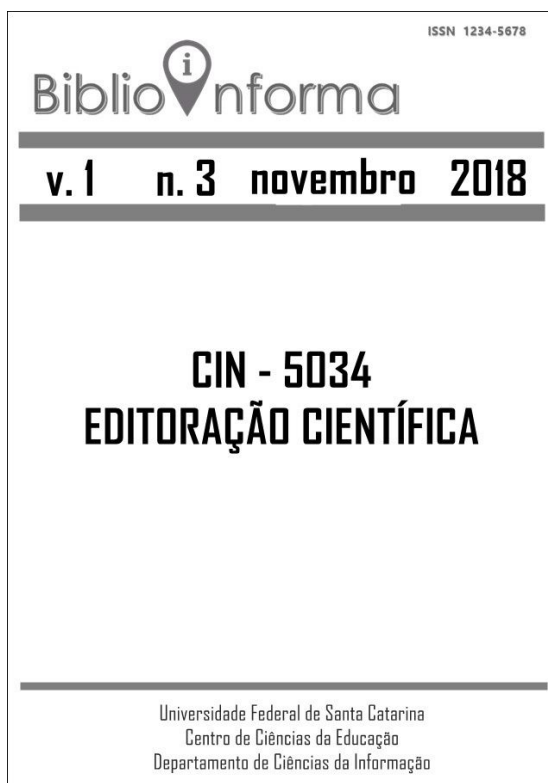 ISSN 1234-5678
Biblioinforma
v. 1 n. 3 novembro 2018
CIN - 5034
EDITORAÇÃO CIENTÍFICA
Universidade Federal de Santa Catarina
Centro de Ciências da Educação
Departamento de Ciências da Informação